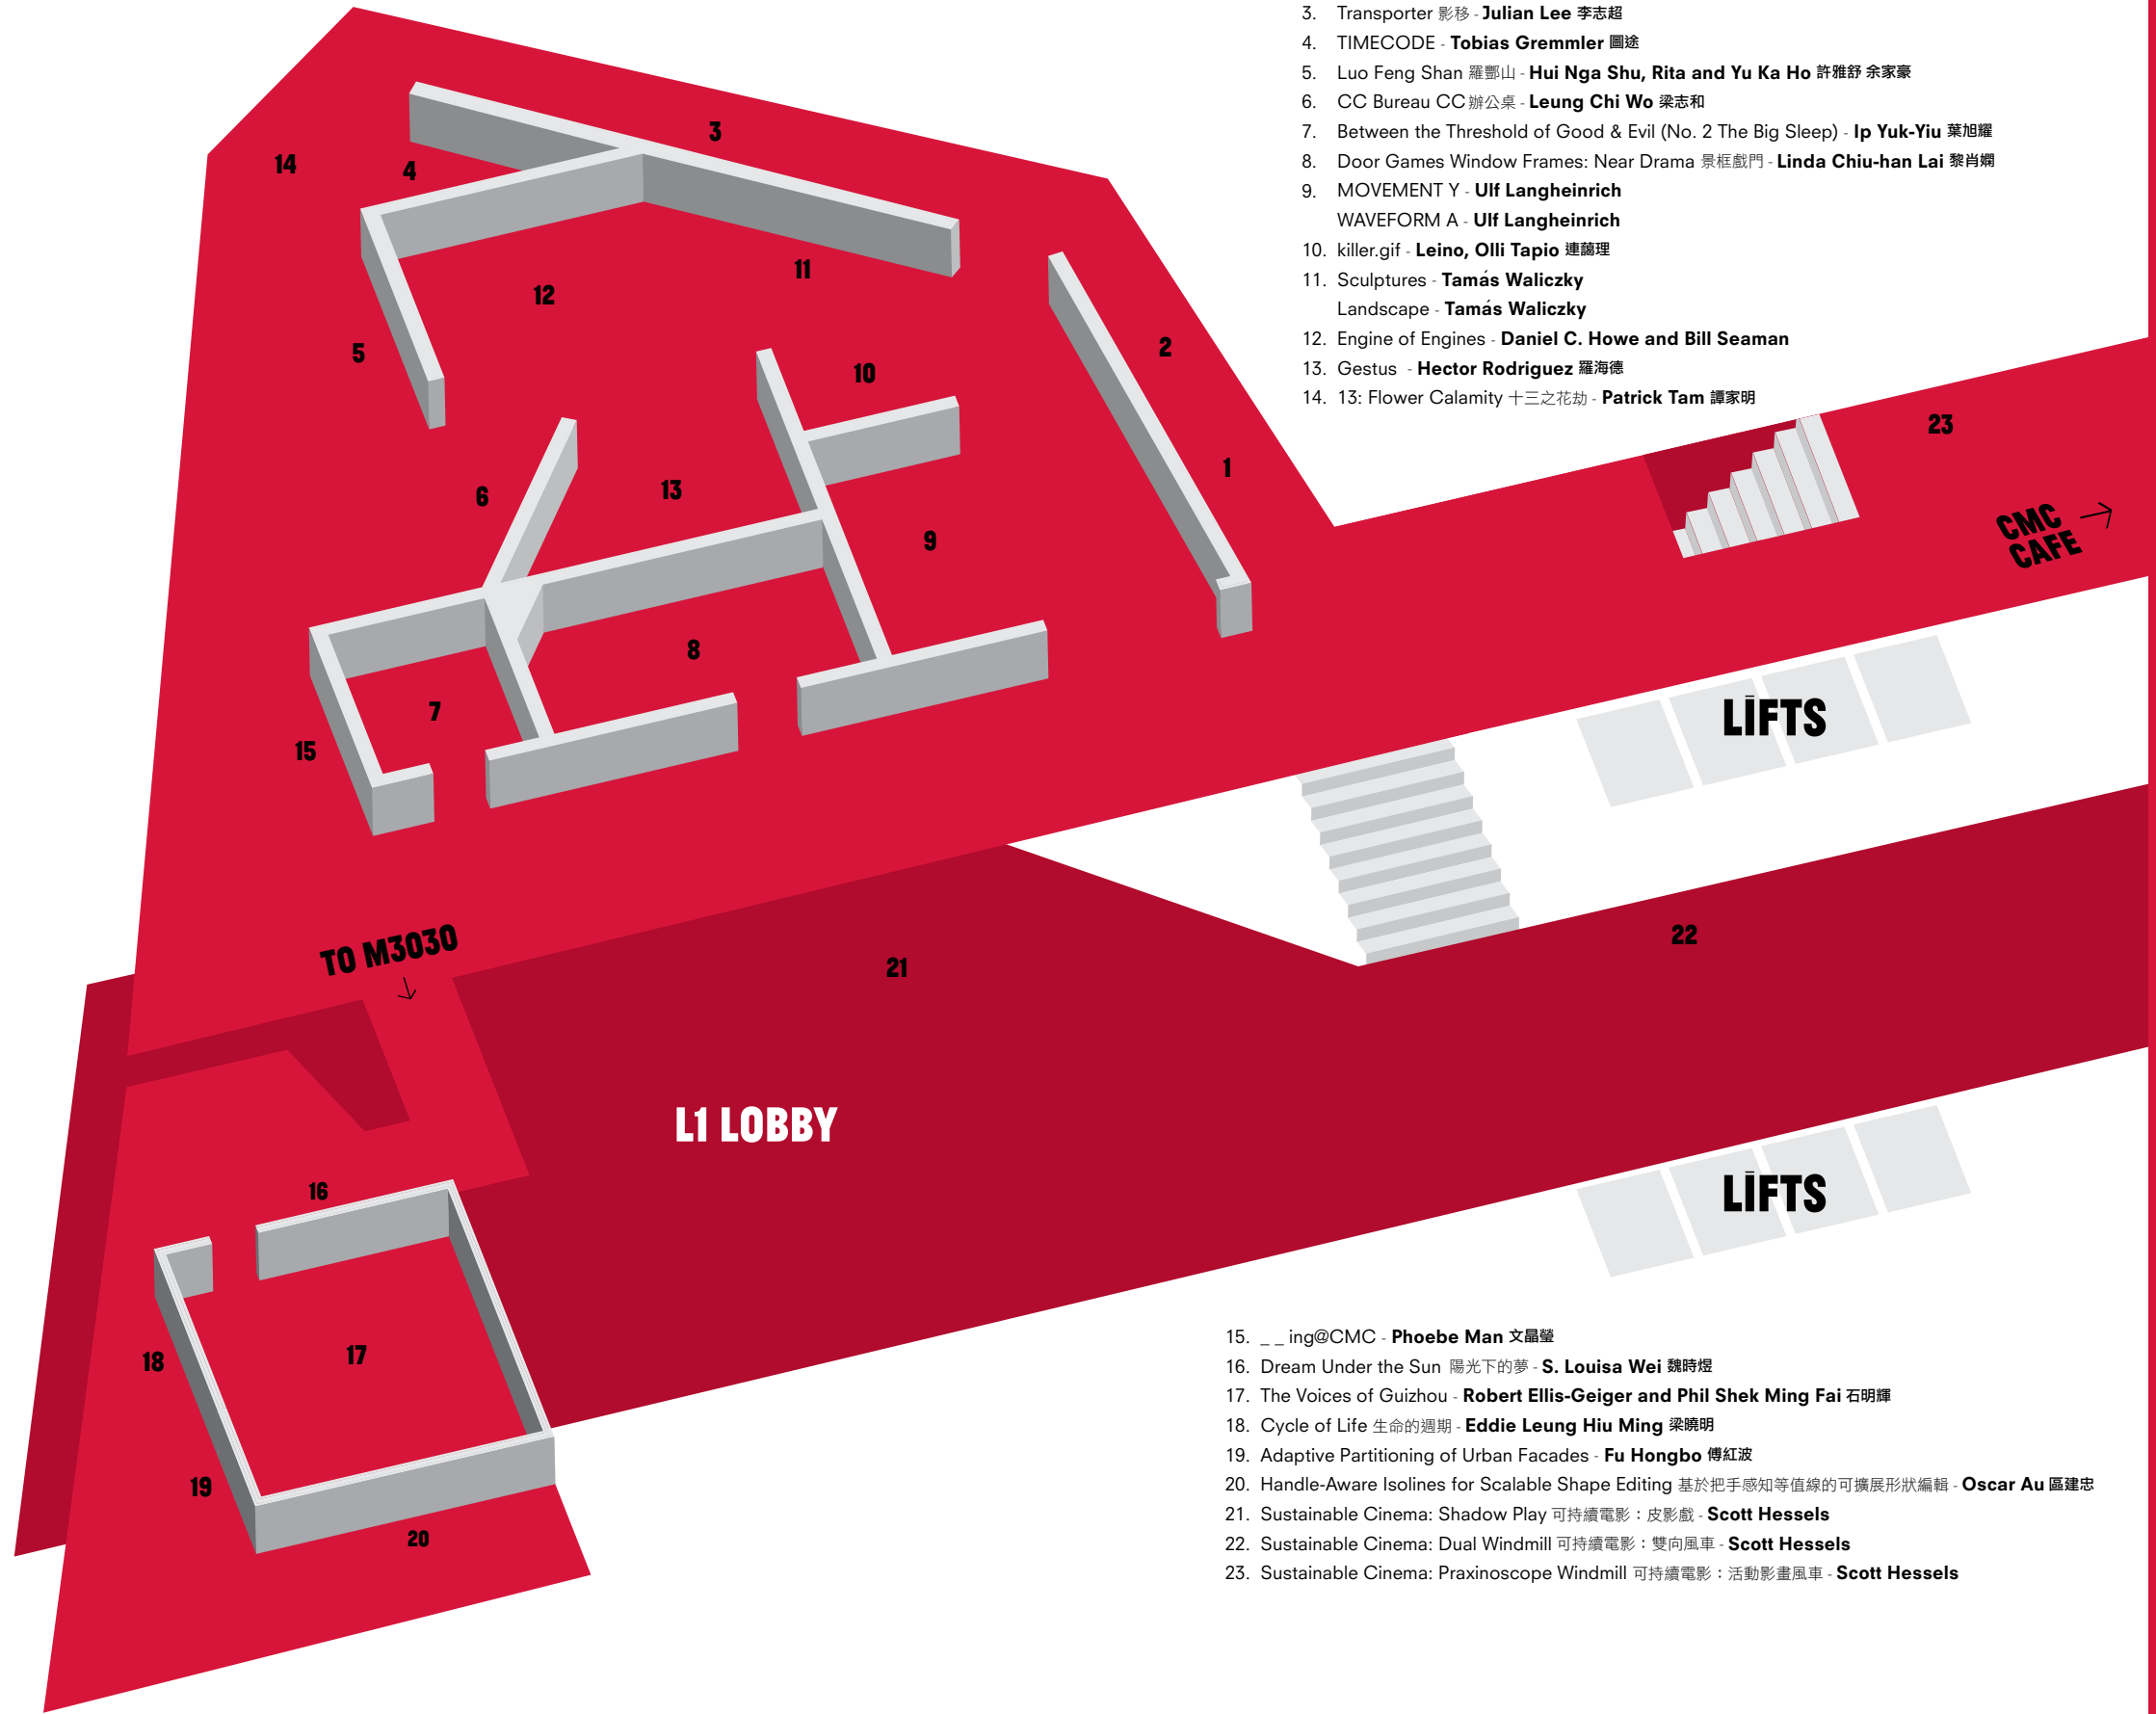 3. Transporter 影移 - Julian Lee 李志超
4. TIMECODE - Tobias Gremmler 圖途
5. Luo Feng Shan 羅酆山 - Hui Nga Shu, Rita and Yu Ka Ho 許雅舒 余家豪
6. CC Bureau CC辦公桌 - Leung Chi Wo 梁志和
7. Between the Threshold of Good & Evil (No. 2 The Big Sleep) - Ip Yuk-Yiu 葉旭耀
8. Door Games Window Frames: Near Drama 景框戲門 - Linda Chiu-han Lai 黎肖嫻
9. MOVEMENT Y - Ulf Langheinrich
WAVEFORM A - Ulf Langheinrich
10. killer.gif - Leino, Olli Tapio 連藹理
11. Sculptures - Tamás Waliczky
Landscape - Tamás Waliczky
12. Engine of Engines - Daniel C. Howe and Bill Seaman
13. Gestus - Hector Rodriguez 羅海德
14. 13: Flower Calamity 十三之花劫 - Patrick Tam 譚家明
3
14
4
11
12
2
5
10
23
1
6
13
9
CMC
CAFE
8
7
LIFTS
15
22
TO M3030
21
L1 LOBBY
16
LIFTS
18
17
19
20
15. _ _ ing@CMC - Phoebe Man 文晶瑩
16. Dream Under the Sun 陽光下的夢 - S. Louisa Wei 魏時煜
17. The Voices of Guizhou - Robert Ellis-Geiger and Phil Shek Ming Fai 石明輝
18. Cycle of Life 生命的週期 - Eddie Leung Hiu Ming 梁曉明
19. Adaptive Partitioning of Urban Facades - Fu Hongbo 傅紅波
20. Handle-Aware Isolines for Scalable Shape Editing 基於把手感知等值線的可擴展形狀編輯 - Oscar Au 區建忠
21. Sustainable Cinema: Shadow Play 可持續電影：皮影戲 - Scott Hessels
22. Sustainable Cinema: Dual Windmill 可持續電影：雙向風車 - Scott Hessels
23. Sustainable Cinema: Praxinoscope Windmill 可持續電影：活動影畫風車 - Scott Hessels